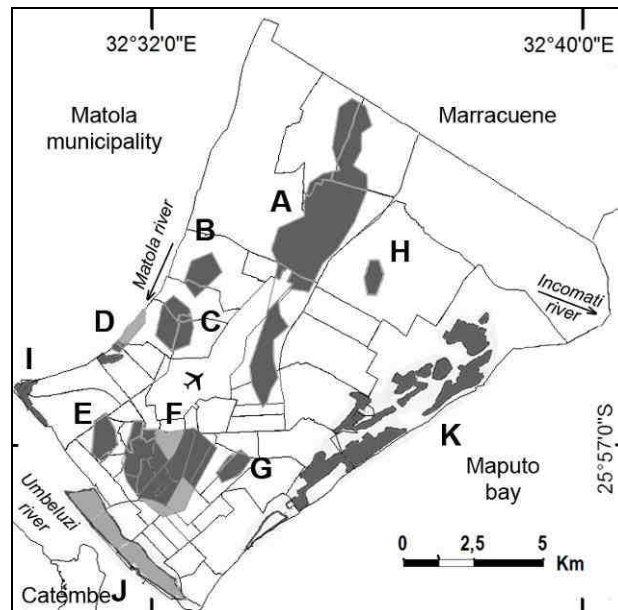 32°32'0"E
32°40'0"E
Matola
municipality
Marracuene
A
B
Matola river
H
Incomati
river
D
C
I
E
F
G
K
25°57'0"S
Maputo
bay
Umbeluzi
river
0 2,5 5
Km
Catembe
J